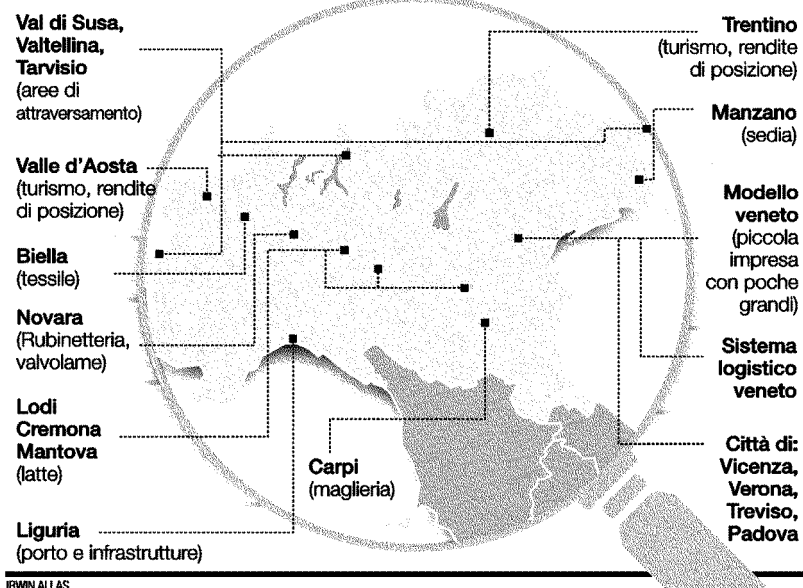 Val di Susa,
Valtellina,
Tarvisio
(aree di
attraversamento)
Valle d'Aosta
(turismo, rendite
di posizione)
Biella
(tessile)
Novara
(Rubinetteria,
valvolame)
Lodi
Cremona
Mantova
(latte)
Liguria
(porto e infrastrutture)
Carpi
(maglieria)
Trentino
(turismo, rendite
di posizione)
Manzano
(sedia)
Modello
veneto
(piccola
impresa
con poche
grandi)
Sistema
logistico
veneto
Città di:
Vicenza,
Verona,
Treviso,
Padova